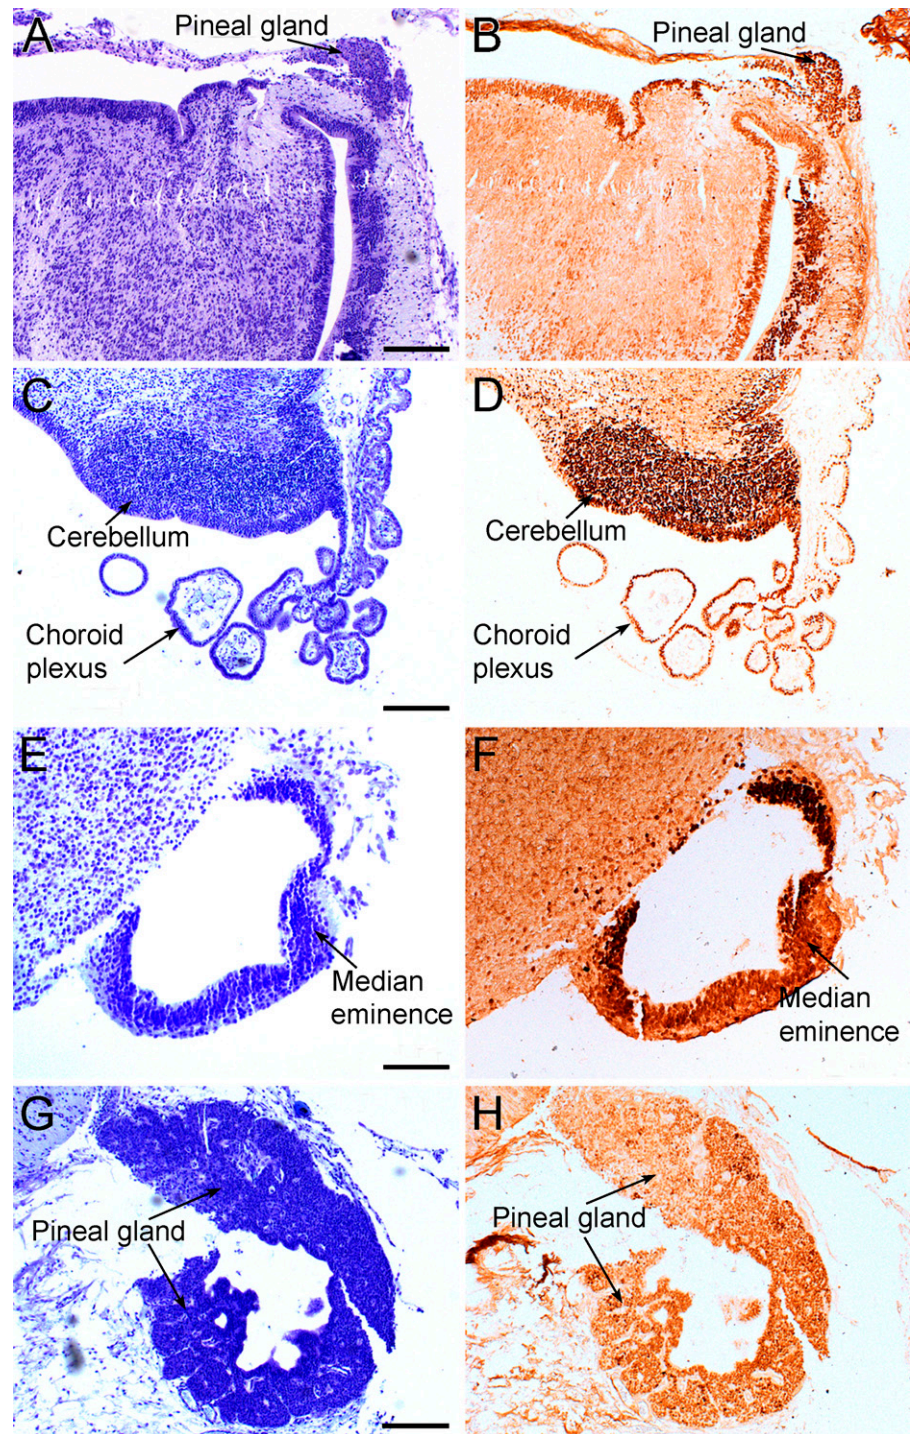 A
Pineal gland
B
Pineal gland
C
Cerebellum
Choroid
plexus
D
Cerebellum
Choroid
plexus
E
Median
eminence
F
Median
eminence
G
Pineal gland
H
Pineal gland